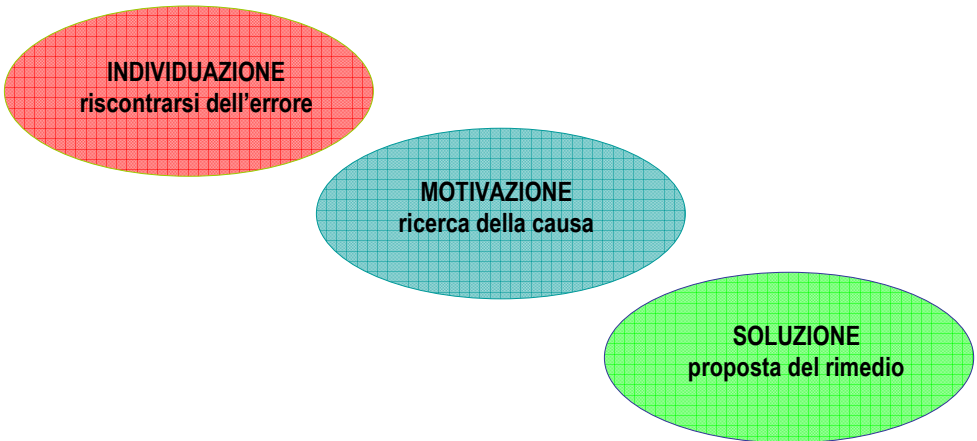 INDIVIDUAZIONE
riscontrarsi dell’errore
MOTIVAZIONE
ricerca della causa
SOLUZIONE
proposta del rimedio